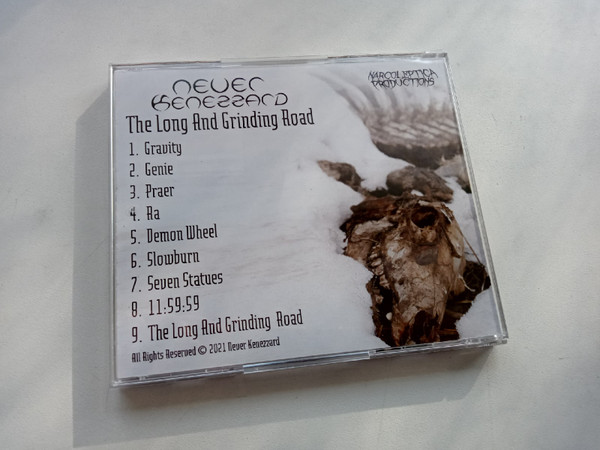 NEVER
KENEZZARD
NARCOLEPTICA
PRODUCTIONS
The Long And Grinding Road
1. Gravity
2. Genie
3. Praer
4. Ra
5. Demon Wheel
6. Slowburn
7. Seven Statues
8. 11:59:59
9. The Long And Grinding Road
All Rights Reserved © 2021 Never Kenezzard